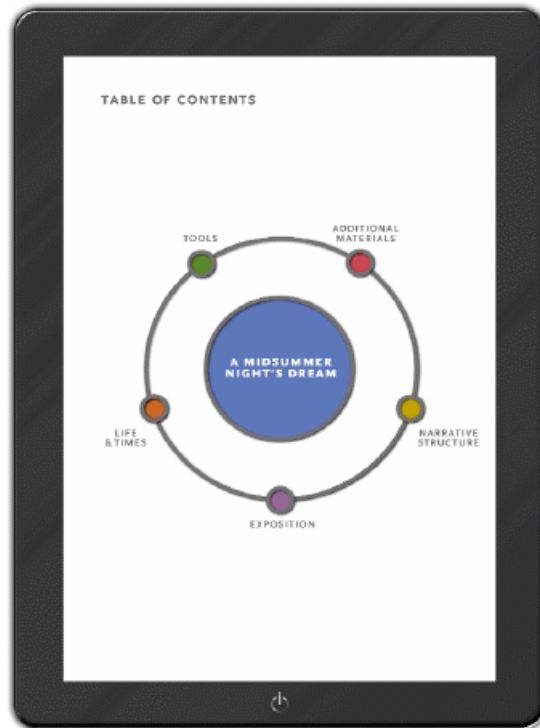 TABLE OF CONTENTS
TOOLS
ADDITIONAL
MATERIALS
A MIDSUMMER
NIGHT'S DREAM
LIFE
& TIMES
NARRATIVE
STRUCTURE
EXPOSITION